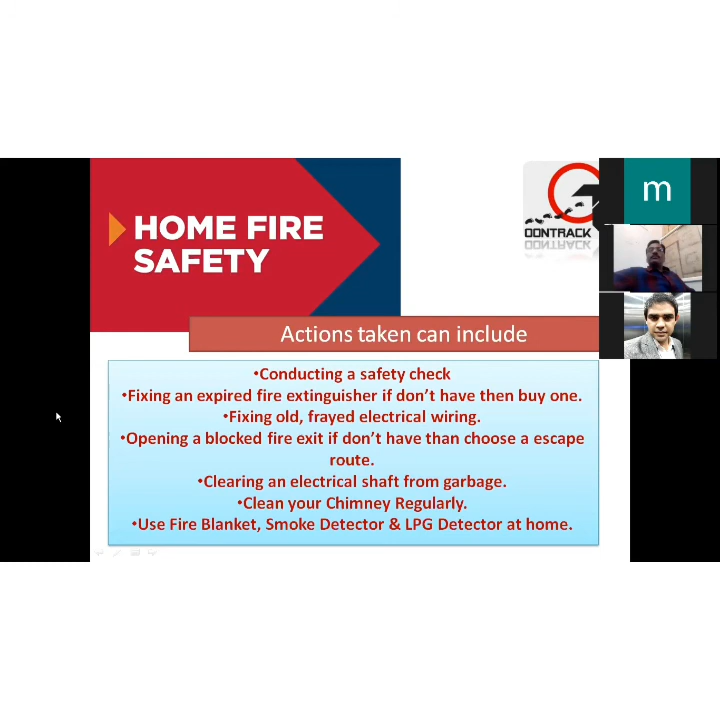 HOME FIRE
SAFETY
OONTRACK
m
Actions taken can include
•Conducting a safety check
•Fixing an expired fire extinguisher if don't have then buy one.
•Fixing old, frayed electrical wiring.
•Opening a blocked fire exit if don't have than choose a escape
route.
•Clearing an electrical shaft from garbage.
•Clean your Chimney Regularly.
•Use Fire Blanket, Smoke Detector & LPG Detector at home.